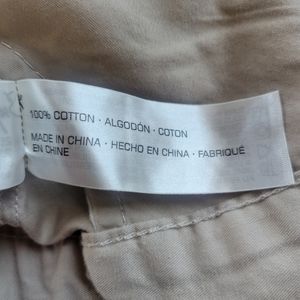 100% COTTON · ALGODÓN · COTON
MADE IN CHINA · HECHO EN CHINA · FABRIQUÉ
EN CHINE